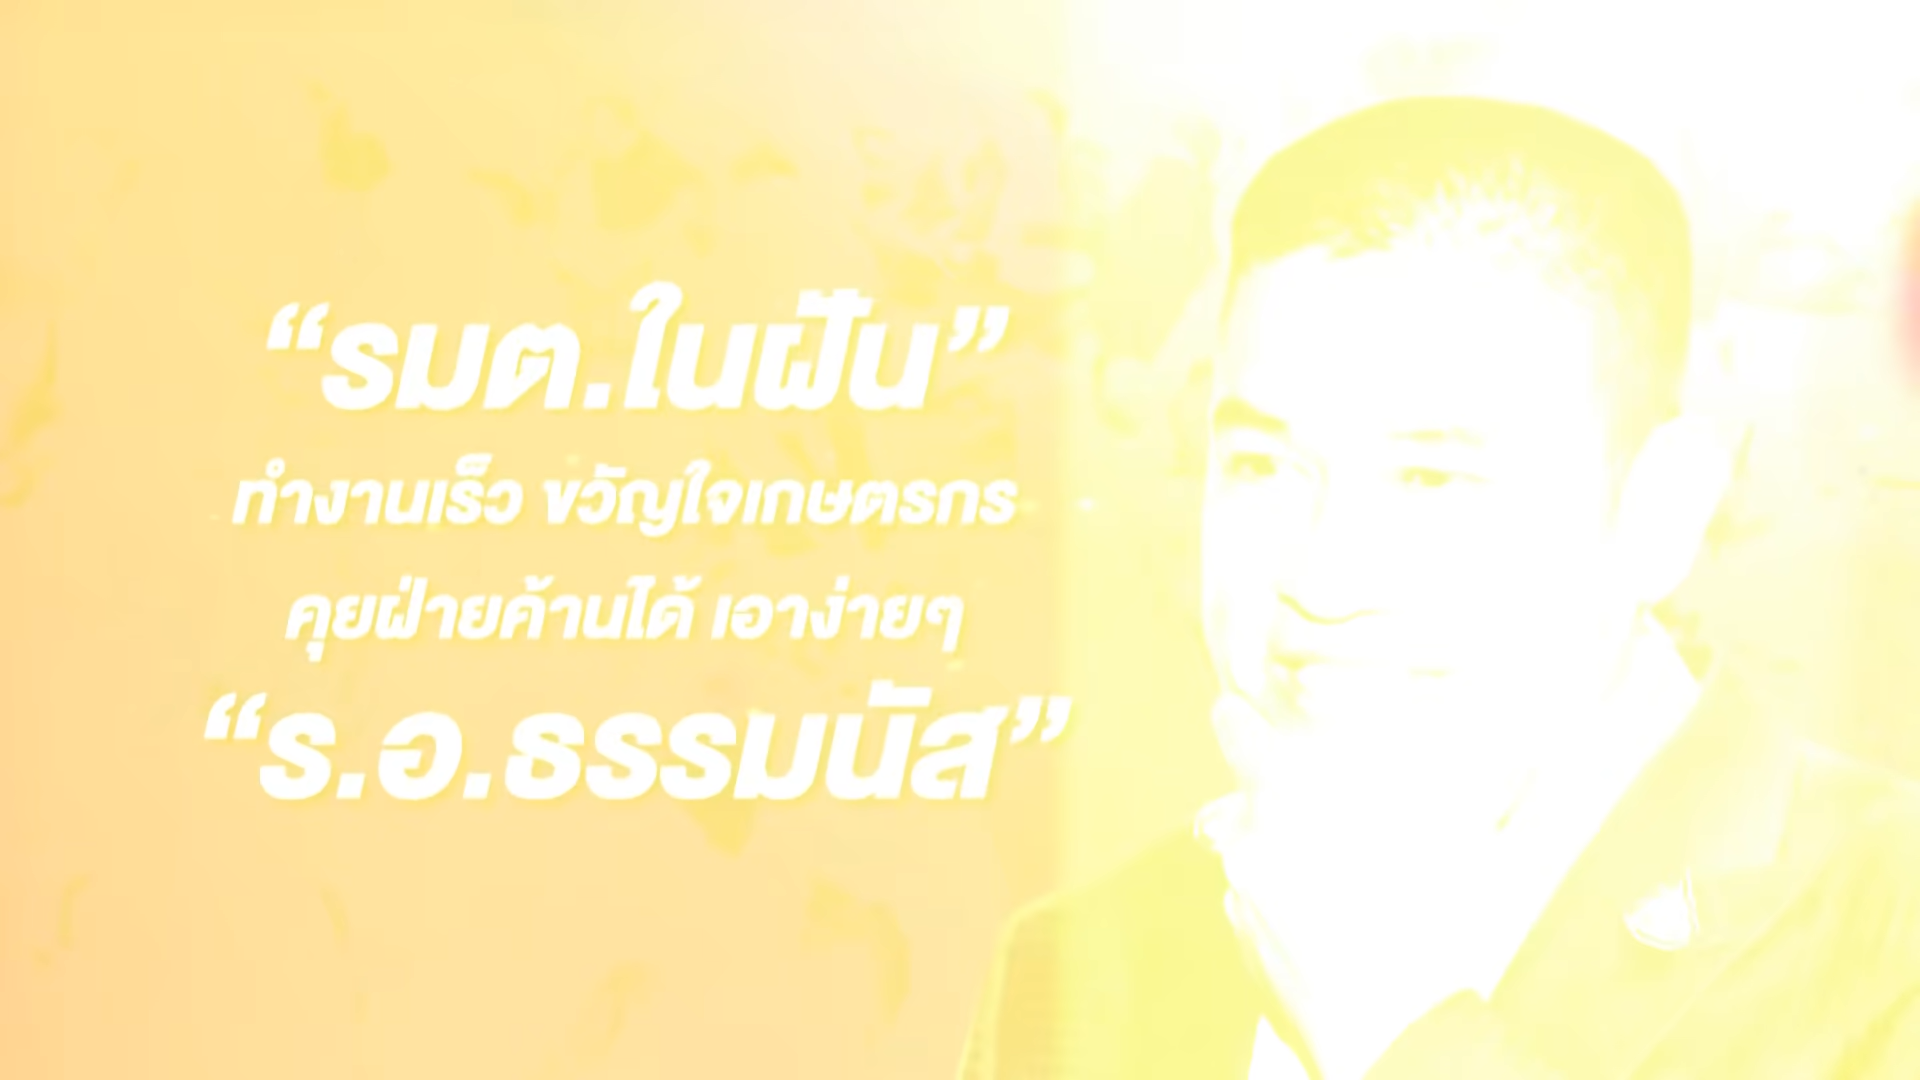 “รมต.ในฝัน”
ทำงานเร็ว ขวัญใจเกษตรกร
คุยฝ่ายค้านได้ เอาง่ายๆ
“ร.อ.ธรรมนัส”